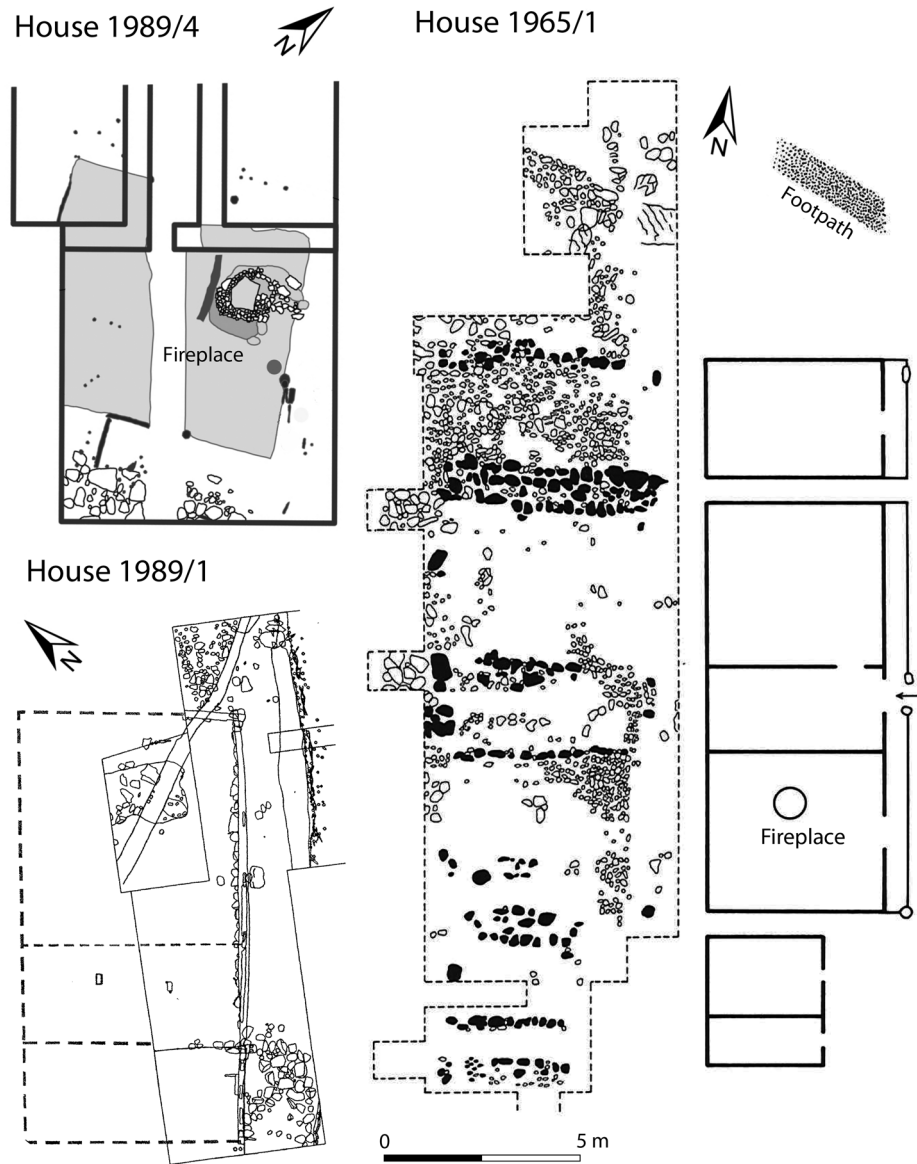 House 1989/4
N
Fireplace
House 1965/1
N
Footpath
Fireplace
House 1989/1
N
0 5 m